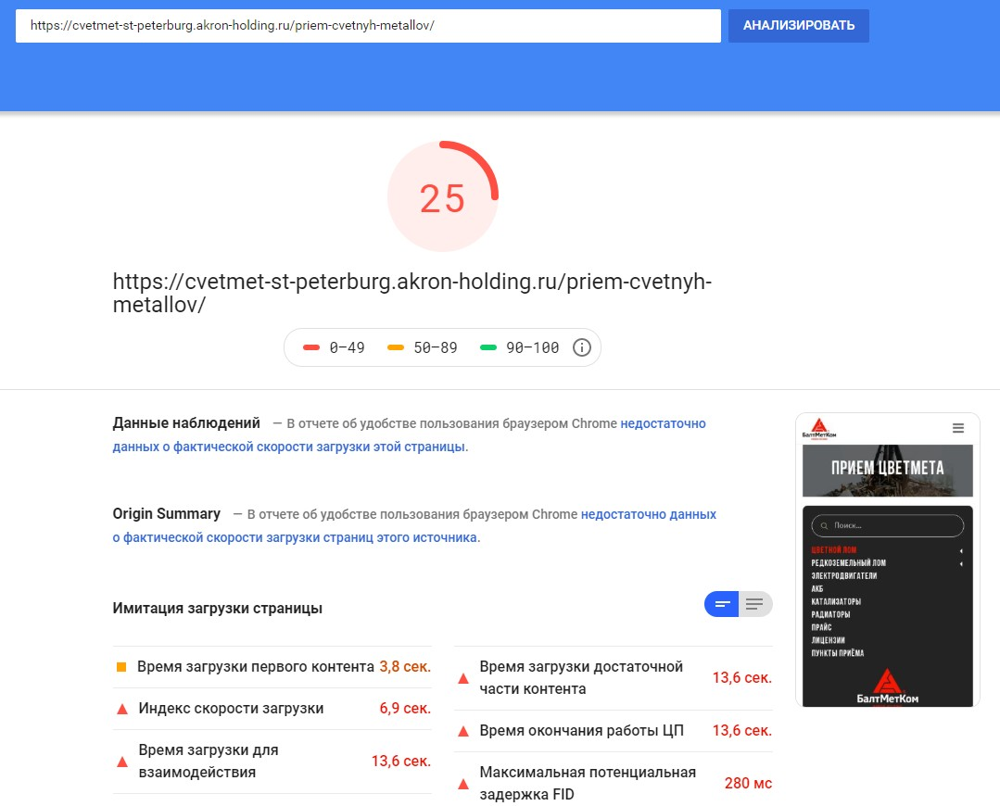 https://cvetmet-st-peterburg.akron-holding.ru/priem-cvetnyh-metallov/
АНАЛИЗИРОВАТЬ
25
https://cvetmet-st-peterburg.akron-holding.ru/priem-cvetnyh-
metallov/
0–49
50–89
90–100
Данные наблюдений — В отчете об удобстве пользования браузером Chrome недостаточно
данных о фактической скорости загрузки этой страницы.
Origin Summary — В отчете об удобстве пользования браузером Chrome недостаточно данных
о фактической скорости загрузки страниц этого источника.
Имитация загрузки страницы
Время загрузки первого контента 3,8 сек.
Индекс скорости загрузки 6,9 сек.
Время загрузки для
взаимодействия 13,6 сек.
Время загрузки достаточной
части контента 13,6 сек.
Время окончания работы ЦП 13,6 сек.
Максимальная потенциальная
задержка FID 280 мс
БалтМетКом
ПРИЕМ ЦВЕТМЕТА
Поиск...
ЦВЕТНОЙ ЛОМ
РЕДКОЗЕМЕЛЬНЫЙ ЛОМ
ЭЛЕКТРОДВИГАТЕЛИ
АКБ
КАТАЛИЗАТОРЫ
РАДИАТОРЫ
ПРАЙС
ЛИЦЕНЗИИ
ПУНКТЫ ПРИЁМА
БалтМетКом